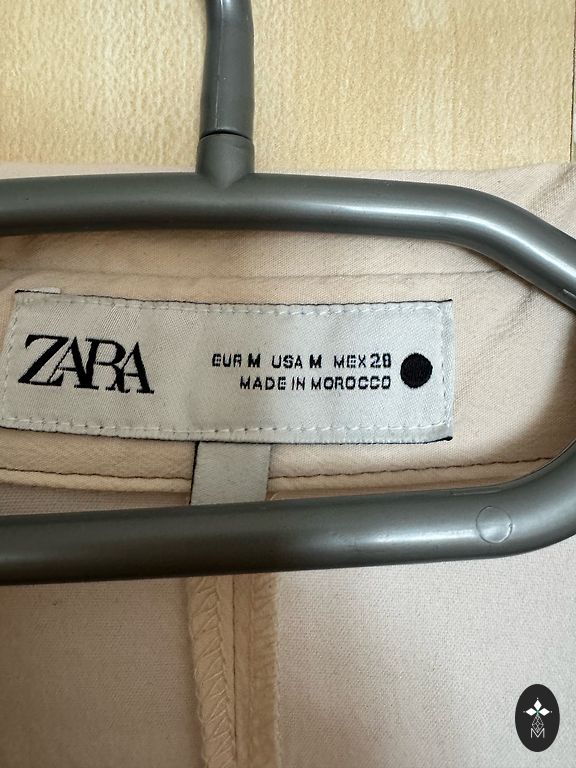 ZARA
EUR M USA M MEX 28
MADE IN MOROCCO
M